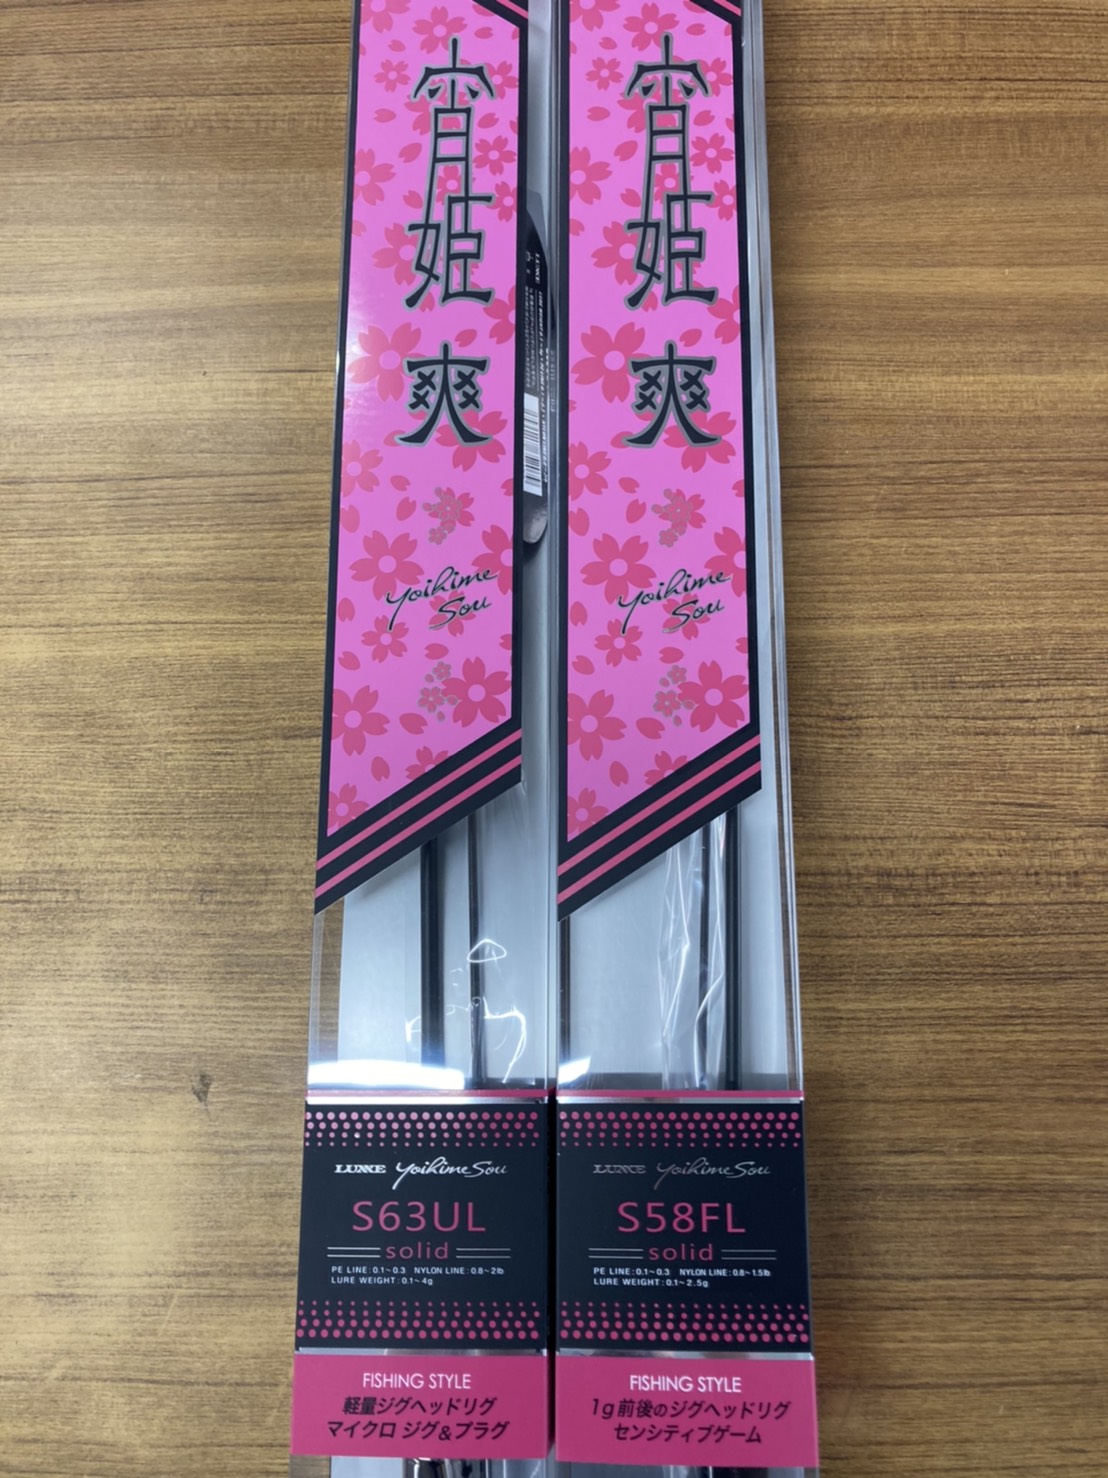 宵姫
爽
Yoihime
Sou
LUXXE Yoihime Sou
S63UL
solid
PE LINE:0.1~0.3 NYLON LINE:0.8~2lb
LURE WEIGHT:0.1~4g
FISHING STYLE
軽量ジグヘッドリグ
マイクロ ジグ&プラグ
宵姫
爽
Yoihime
Sou
LUXXE Yoihime Sou
S58FL
solid
PE LINE:0.1~0.3 NYLON LINE:0.8~1.5lb
LURE WEIGHT:0.1~2.5g
FISHING STYLE
1g前後のジグヘッドリグ
センシティブゲーム